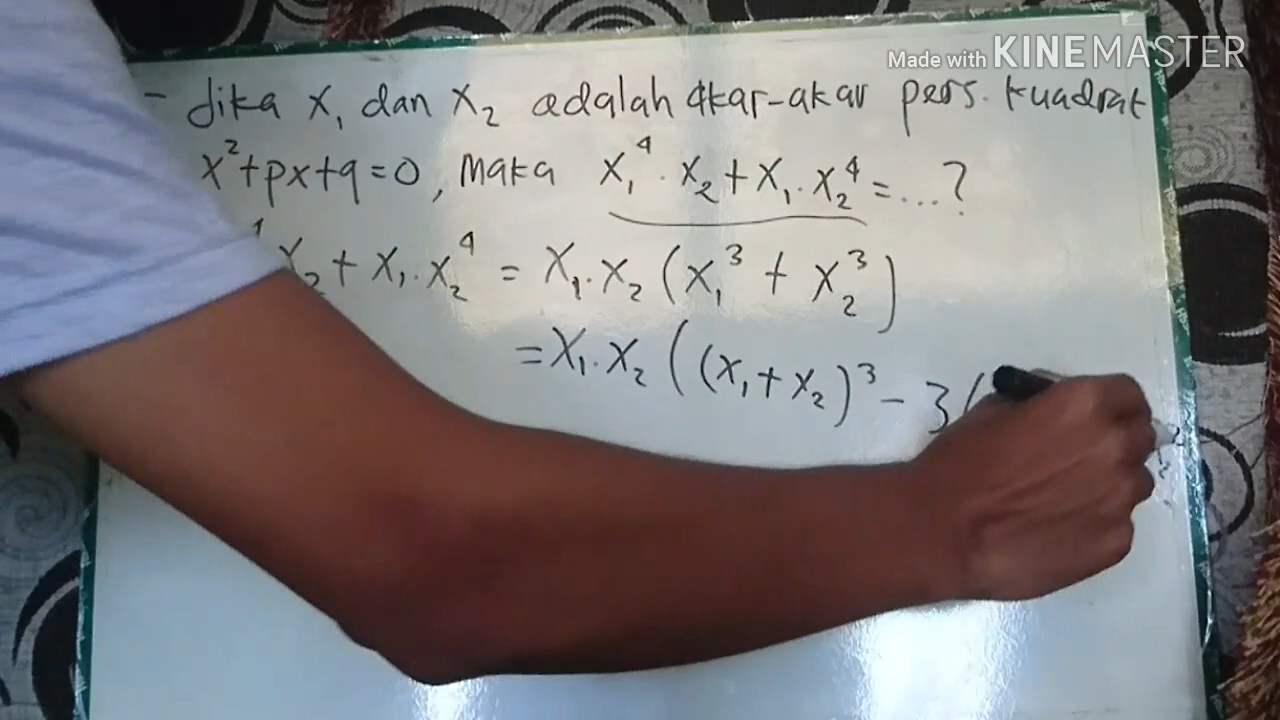 Made with KINEMASTER
- Jika x₁ dan x₂ adalah akar-akar pers. kuadrat
x²+px+q=0, maka x₁⁴·x₂+x₁·x₂⁴=...?
x₂+x₁·x₂⁴ = x₁·x₂(x₁³ + x₂³)
=x₁·x₂((x₁+x₂)³- 3(